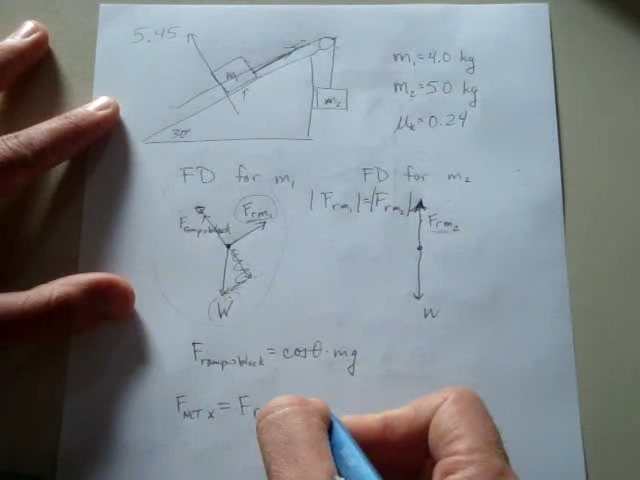 5.45
m₁
m₂
30°
m₁=4.0 kg
m₂=5.0 kg
μₖ=0.24
FD for m₁
FD for m₂
|Frm₁|=|Frm₂|
Frm₁
Framp→block
W
Frm₂
W
Framp→block = cosθ·mg
FNET x = Fr